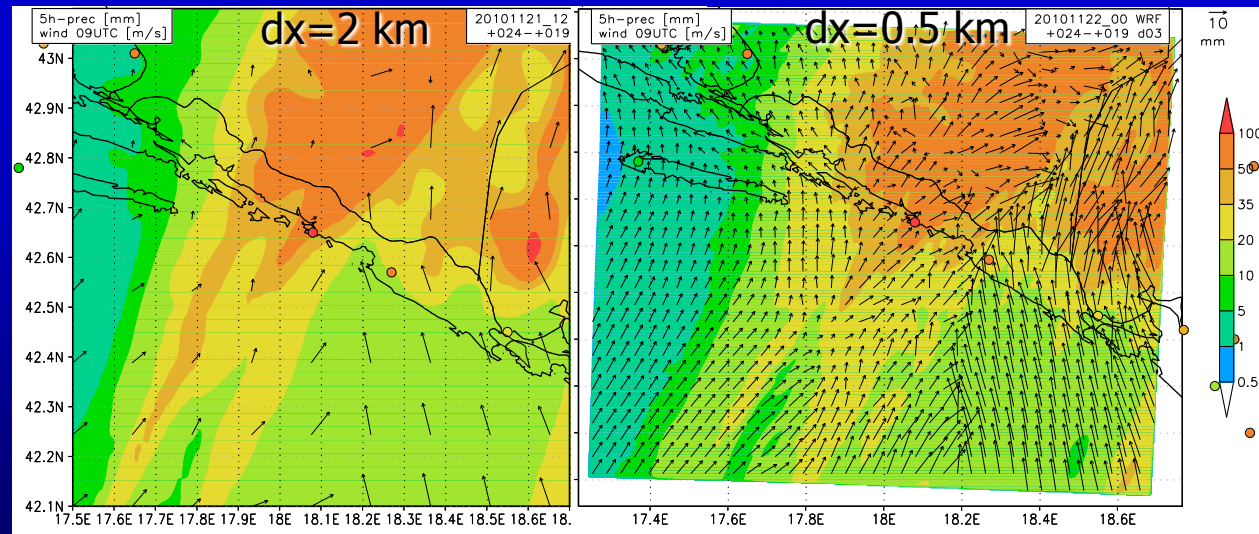 5h-prec [mm]
wind 09UTC [m/s]
dx=2 km
20101121_12
+024-+019
5h-prec [mm]
wind 09UTC [m/s]
dx=0.5 km
20101122_00 WRF
+024-+019 d03
10
mm
43N
42.9N
42.8N
42.7N
42.6N
42.5N
42.4N
42.3N
42.2N
42.1N
17.5E 17.6E 17.7E 17.8E 17.9E 18E 18.1E 18.2E 18.3E 18.4E 18.5E 18.6E 18.
17.4E 17.6E 17.8E 18E 18.2E 18.4E 18.6E
100
50
35
20
10
5
1
0.5